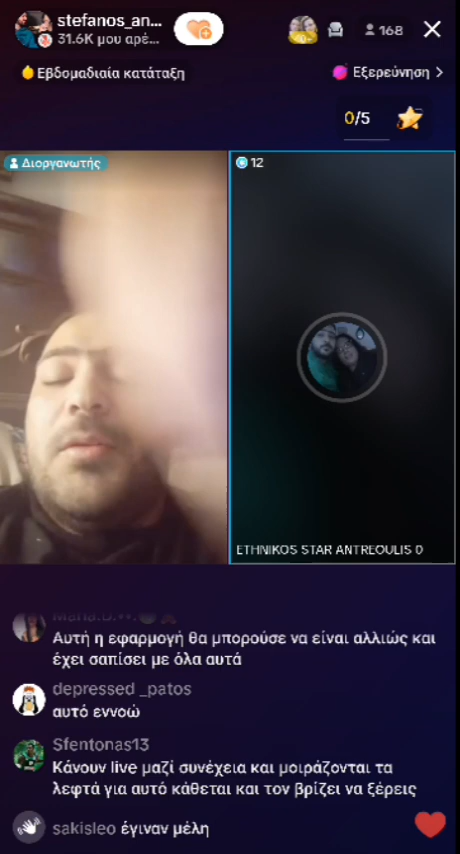 stefanos_an...
31.6K μου αρέ...
168
Εβδομαδιαία κατάταξη
Εξερεύνηση >
0/5
Διοργανωτής
12
ETHNIKOS STAR ANTREOULIS 0
Αυτή η εφαρμογή θα μπορούσε να είναι αλλιώς και
έχει σαπίσει με όλα αυτά
depressed _patos
αυτό εννοώ
Sfentonas13
Κάνουν live μαζί συνέχεια και μοιράζονται τα
λεφτά για αυτό κάθεται και τον βρίζει να ξέρεις
sakisleo έγιναν μέλη